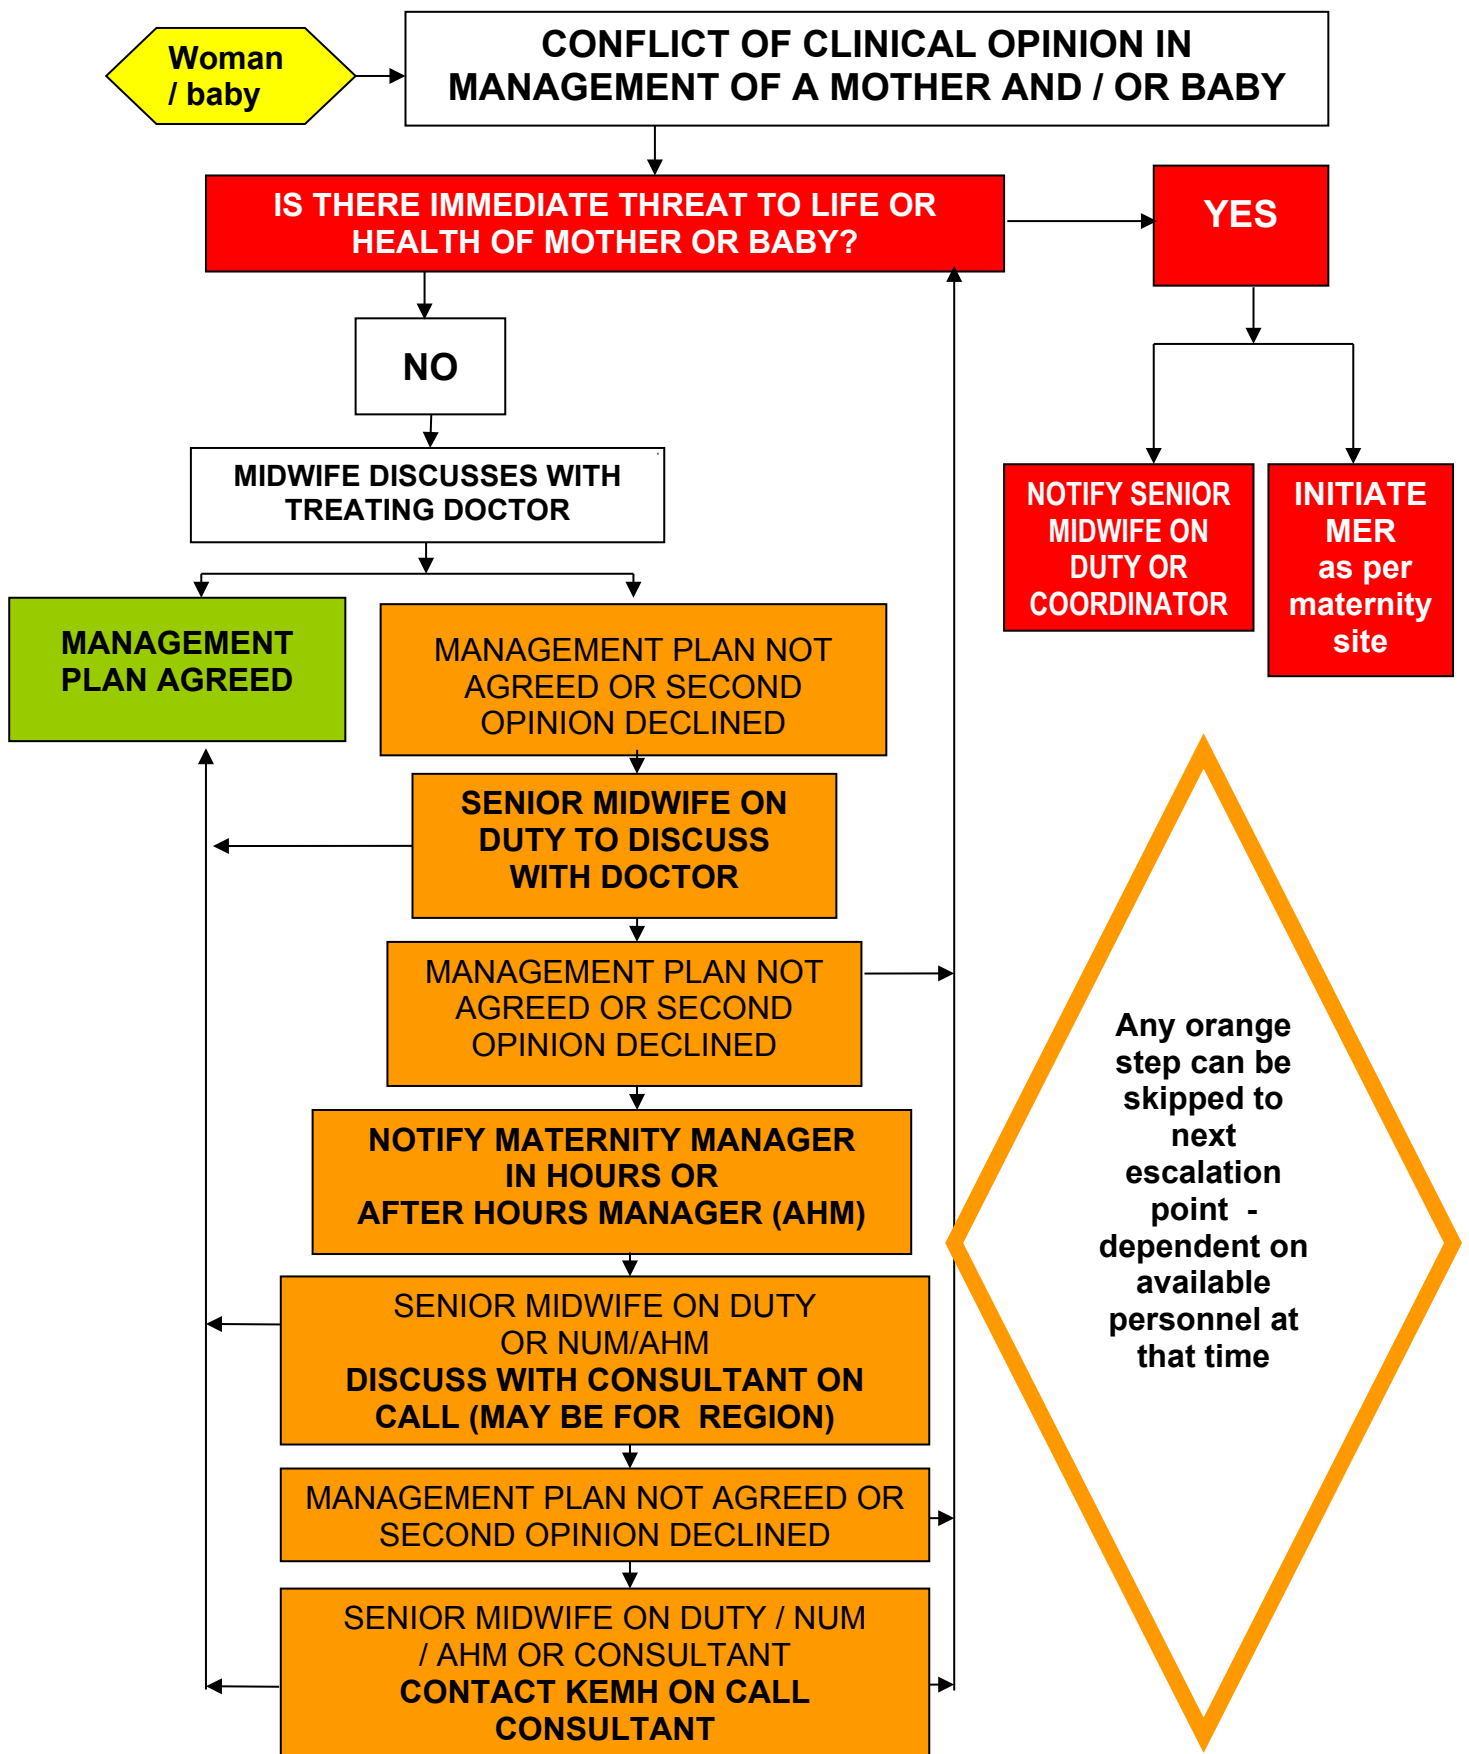 Woman
/ baby
CONFLICT OF CLINICAL OPINION IN
MANAGEMENT OF A MOTHER AND / OR BABY
IS THERE IMMEDIATE THREAT TO LIFE OR
HEALTH OF MOTHER OR BABY?
YES
NO
MIDWIFE DISCUSSES WITH
TREATING DOCTOR
NOTIFY SENIOR
MIDWIFE ON
DUTY OR
COORDINATOR
INITIATE
MER
as per
maternity
site
MANAGEMENT
PLAN AGREED
MANAGEMENT PLAN NOT
AGREED OR SECOND
OPINION DECLINED
SENIOR MIDWIFE ON
DUTY TO DISCUSS
WITH DOCTOR
MANAGEMENT PLAN NOT
AGREED OR SECOND
OPINION DECLINED
NOTIFY MATERNITY MANAGER
IN HOURS OR
AFTER HOURS MANAGER (AHM)
SENIOR MIDWIFE ON DUTY
OR NUM/AHM
DISCUSS WITH CONSULTANT ON
CALL (MAY BE FOR REGION)
MANAGEMENT PLAN NOT AGREED OR
SECOND OPINION DECLINED
SENIOR MIDWIFE ON DUTY / NUM
/ AHM OR CONSULTANT
CONTACT KEMH ON CALL
CONSULTANT
Any orange
step can be
skipped to
next
escalation
point -
dependent on
available
personnel at
that time